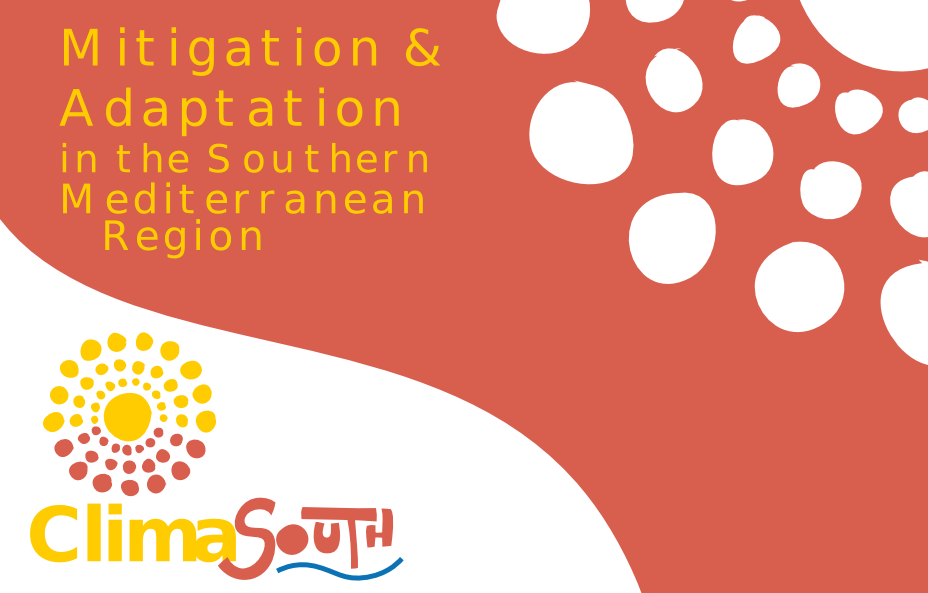 Mitigation &
Adaptation
in the Southern
Mediterranean
Region
ClimaSouth